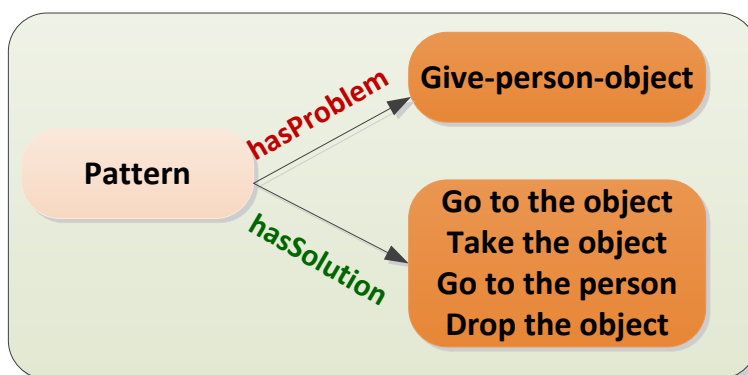 Give-person-object
hasProblem
Pattern
hasSolution
Go to the object
Take the object
Go to the person
Drop the object